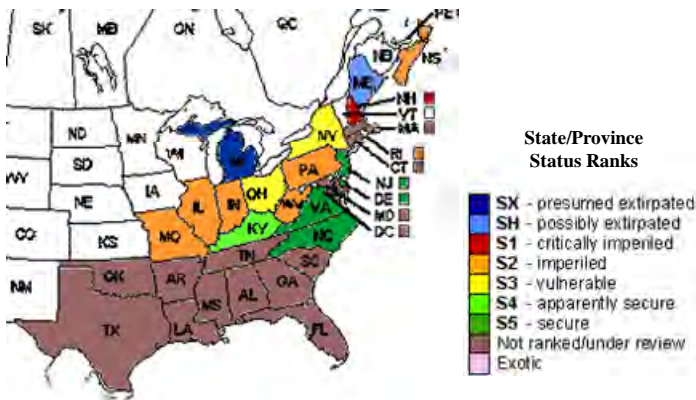 SK
MB
ON
QC
PE
NB
NS
ME
NH
VT
MA
RI
CT
NJ
DE
MD
DC
ND
MN
SD
WI
MI
NY
WY
IA
NE
PA
OH
IL
IN
WV
VA
CO
KS
MO
KY
NC
TN
NM
OK
AR
SC
MS
AL
GA
TX
LA
FL
State/Province
Status Ranks
SX - presumed extirpated
SH - possibly extirpated
S1 - critically imperiled
S2 - imperiled
S3 - vulnerable
S4 - apparently secure
S5 - secure
Not ranked/under review
Exotic